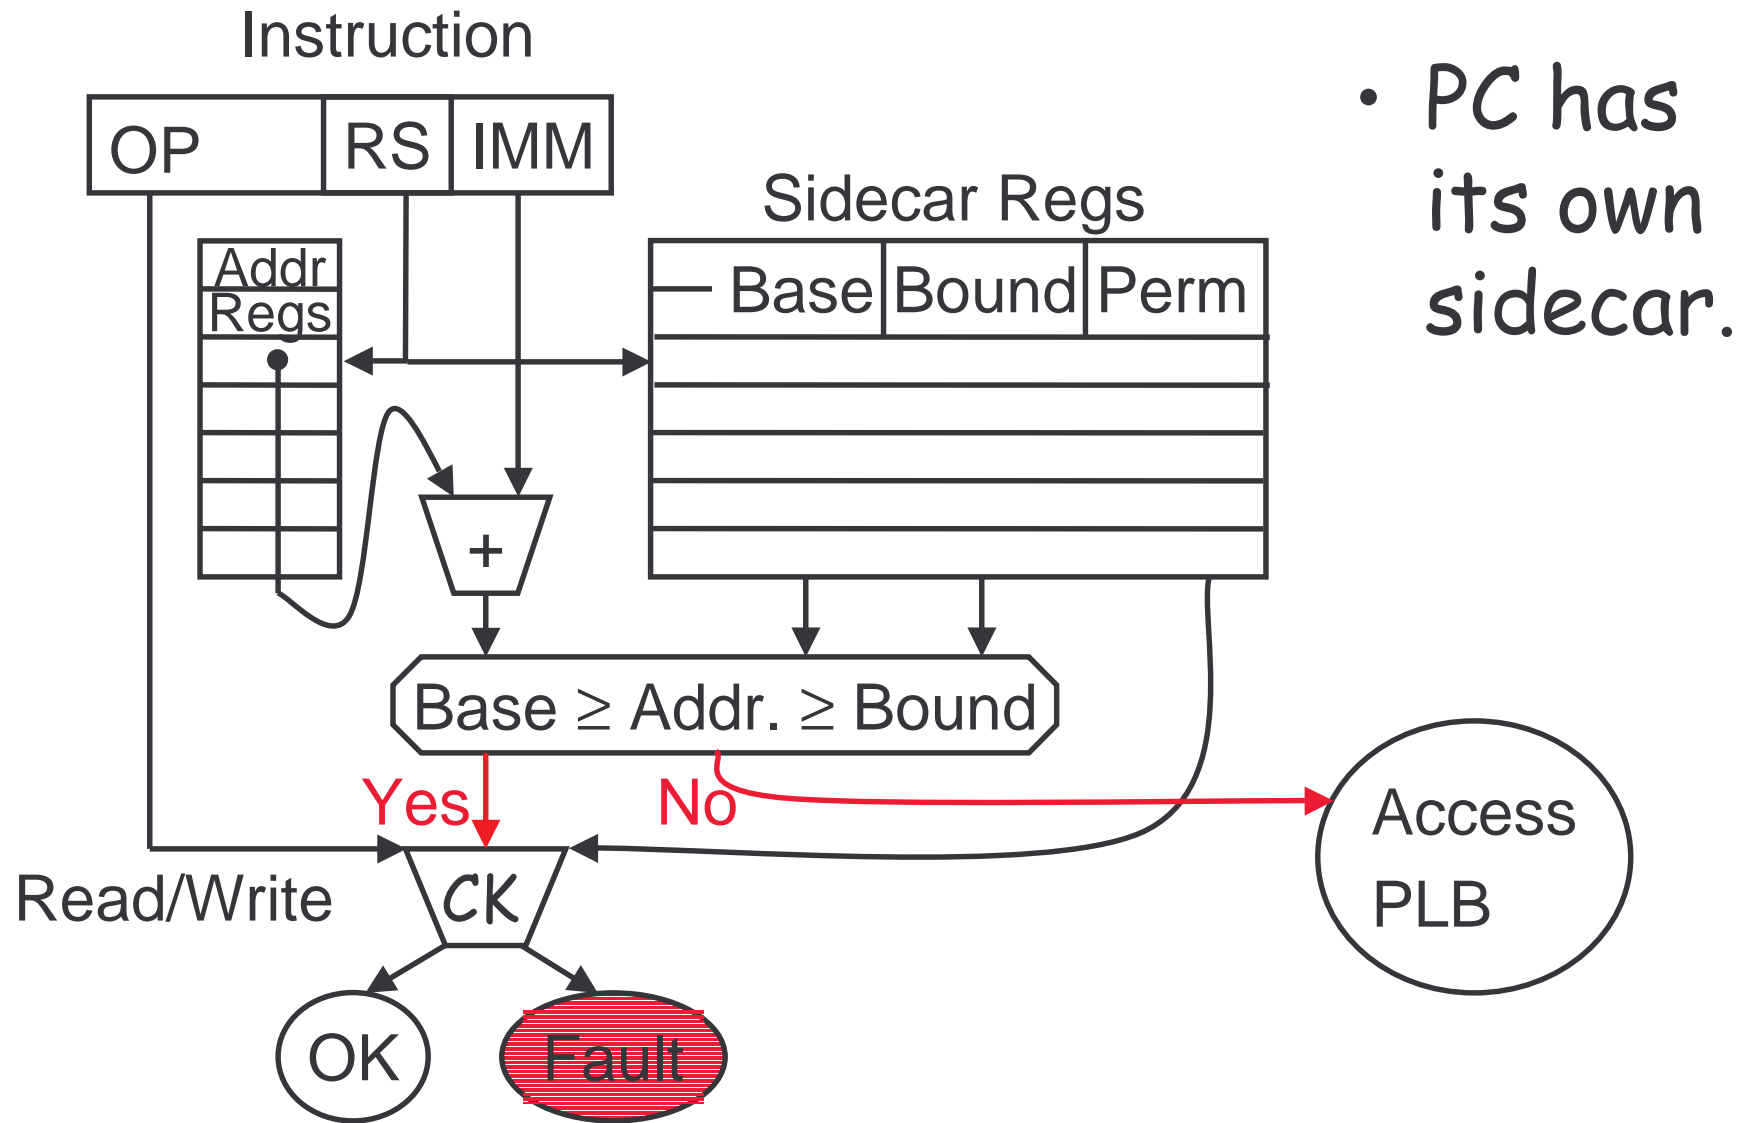 Instruction
OP RS IMM
• PC has
its own
sidecar.
Sidecar Regs
Addr
Regs
Base Bound Perm
+
Base ≥ Addr. ≥ Bound
Yes No
Access
PLB
Read/Write
CK
OK
Fault